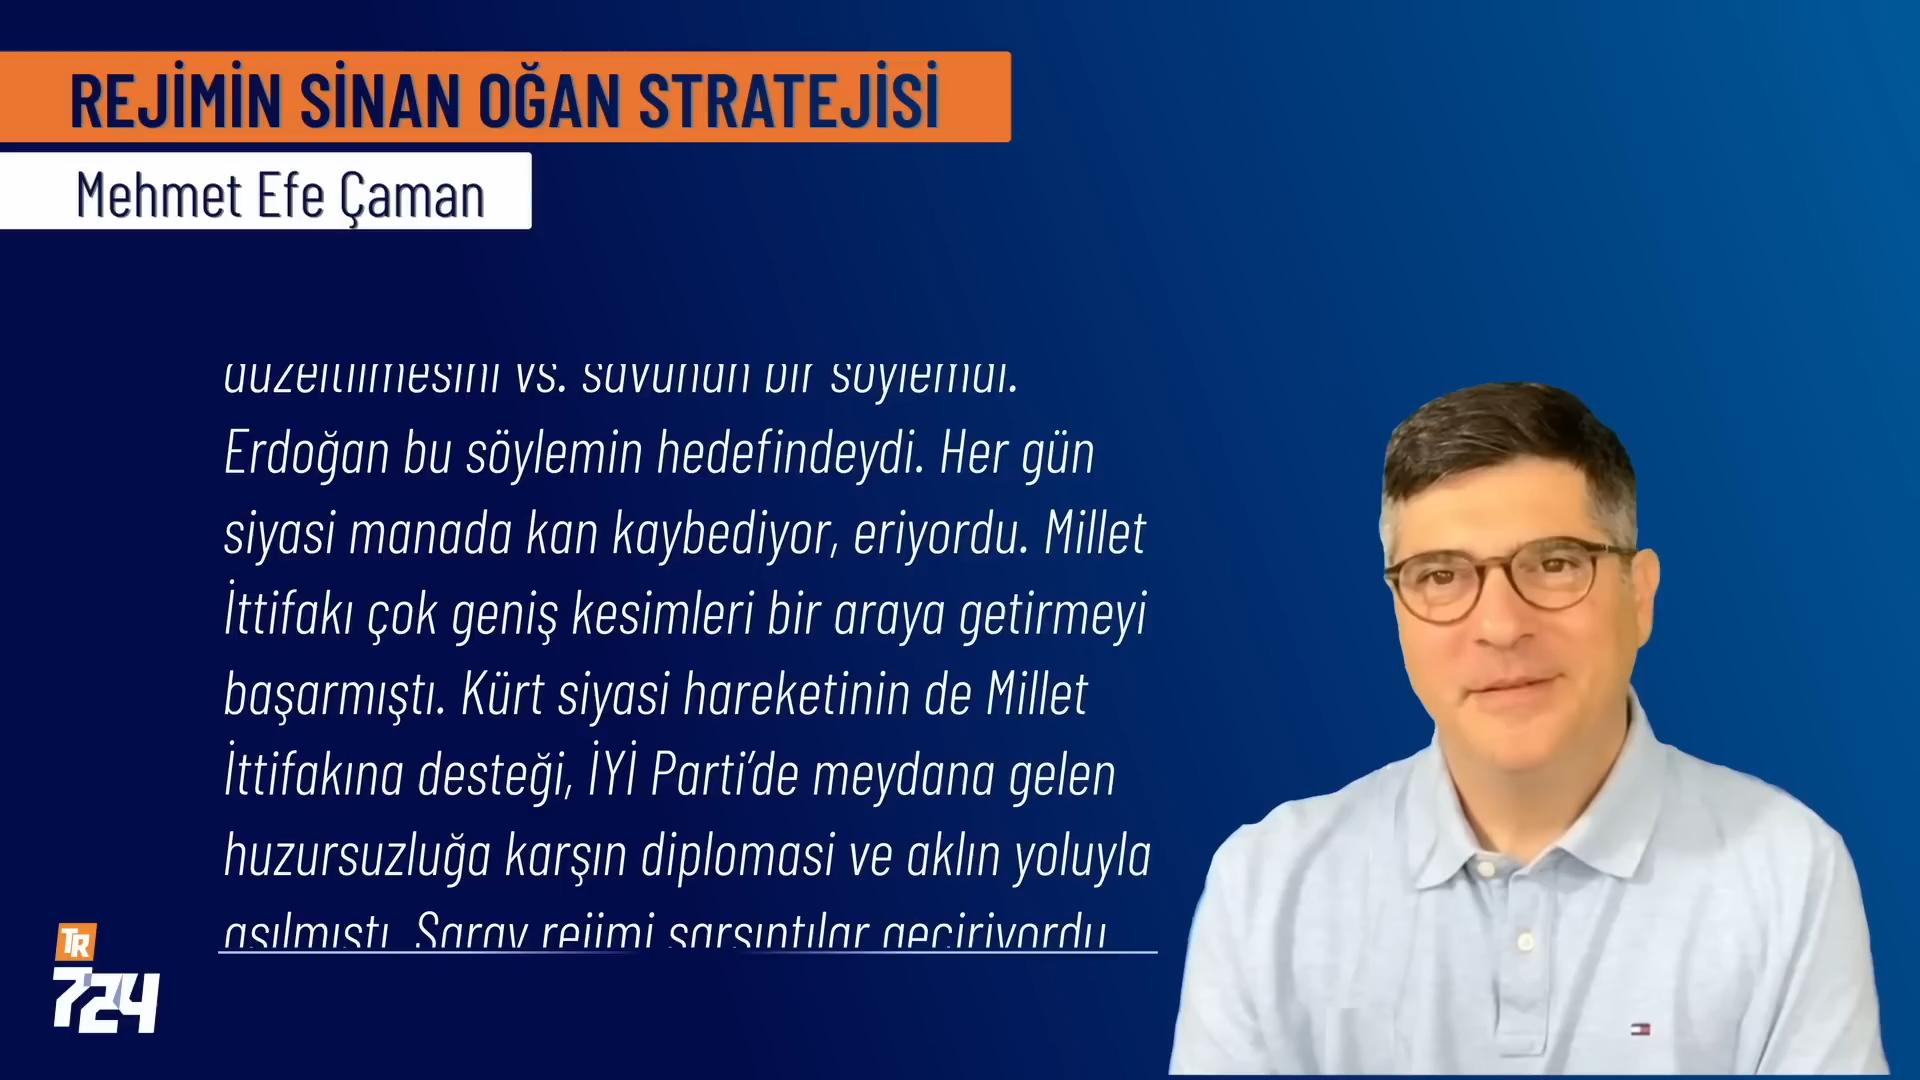 REJİMİN SİNAN OĞAN STRATEJİSİ
Mehmet Efe Çaman
düzeltilmesini vs. savunan bir söylemdi.
Erdoğan bu söylemin hedefindeydi. Her gün
siyasi manada kan kaybediyor, eriyordu. Millet
İttifakı çok geniş kesimleri bir araya getirmeyi
başarmıştı. Kürt siyasi hareketinin de Millet
İttifakına desteği, İYİ Parti’de meydana gelen
huzursuzluğa karşın diplomasi ve aklın yoluyla
aşılmıştı. Saray rejimi sarsıntılar geçiriyordu
TR
724